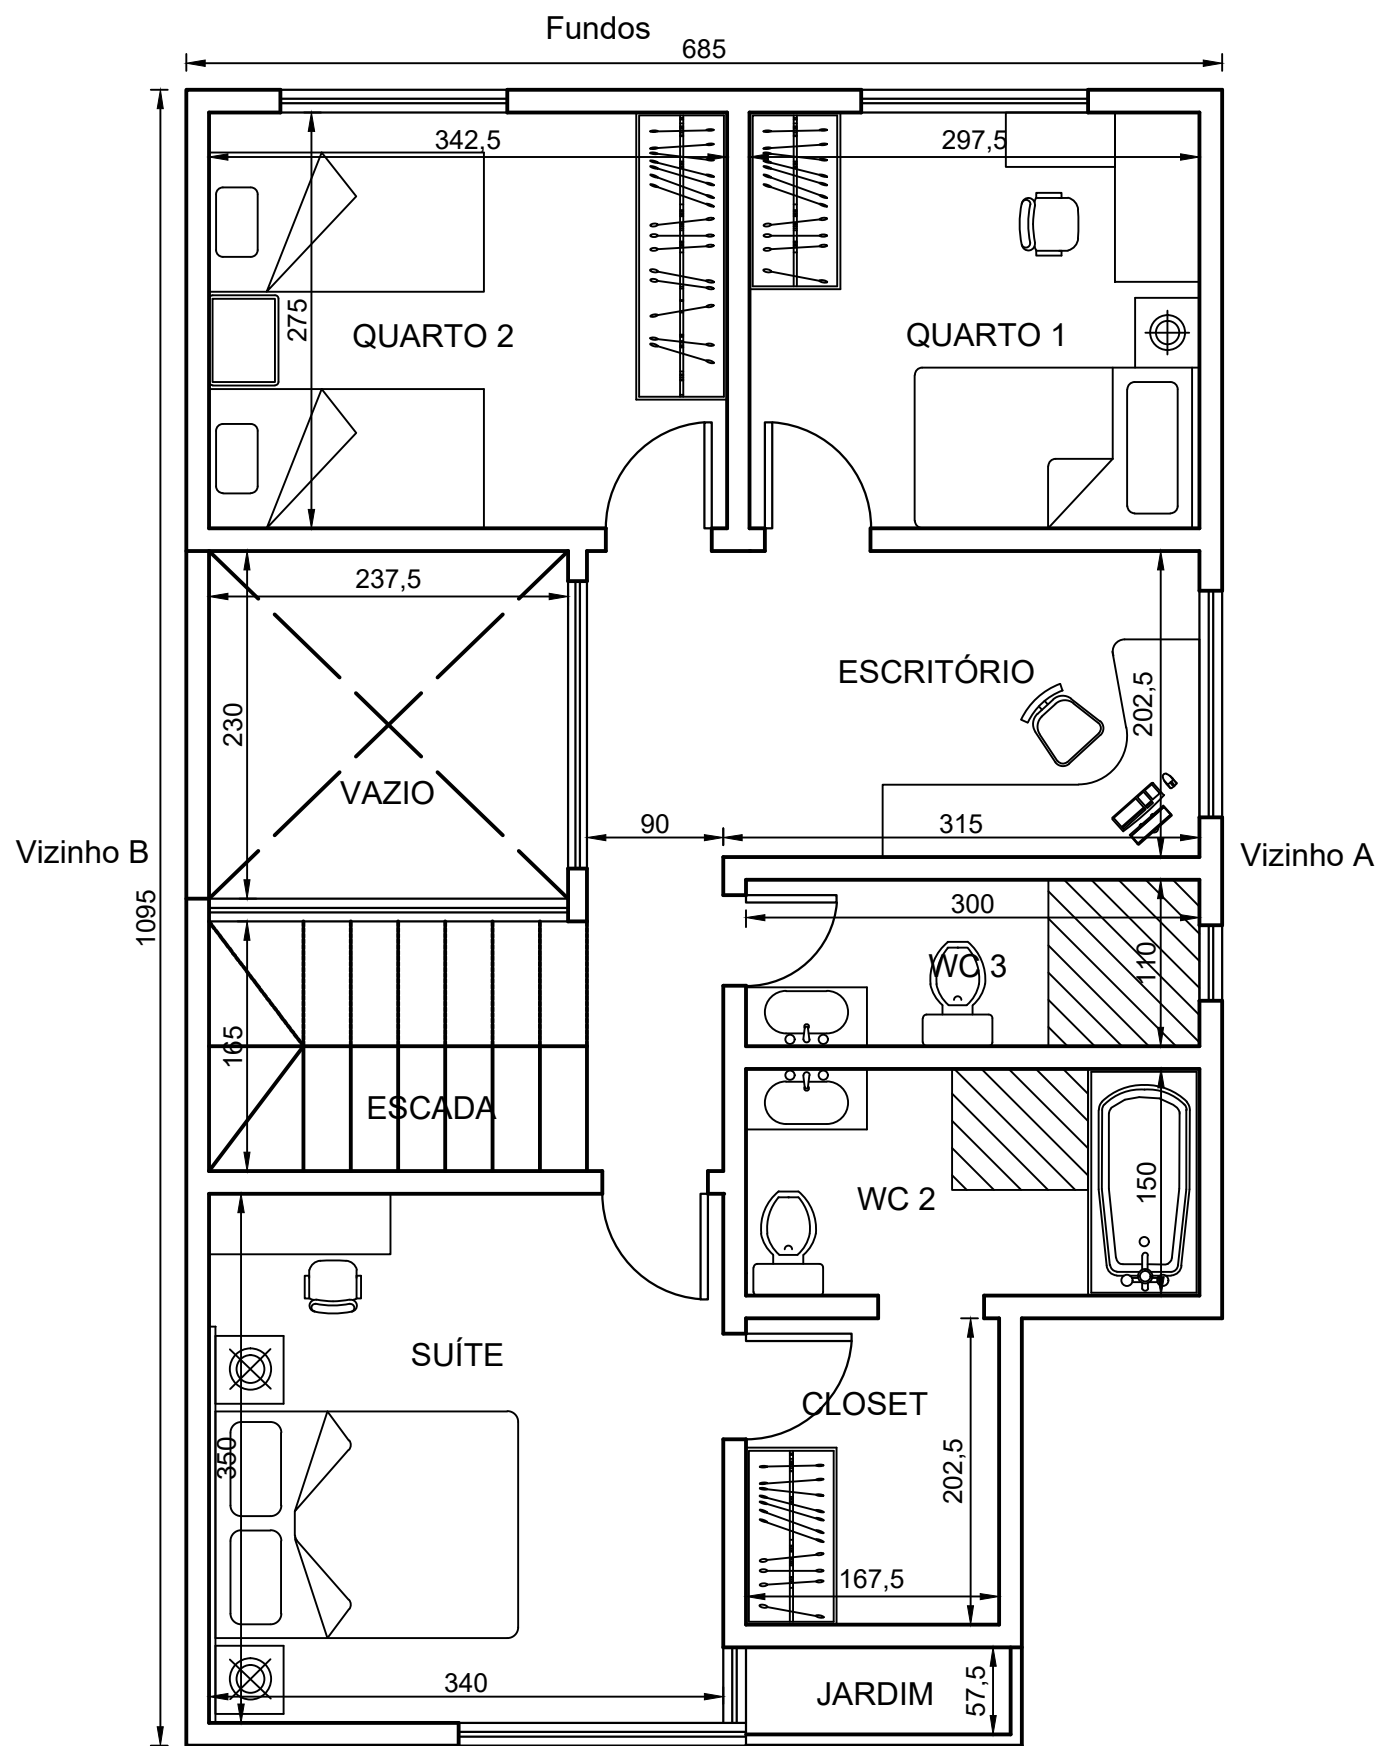 Fundos
685
342,5
297,5
275
QUARTO 2
QUARTO 1
237,5
ESCRITÓRIO
202,5
230
VAZIO
90
315
Vizinho B
Vizinho A
1095
300
WC 3
110
165
ESCADA
150
WC 2
SUÍTE
CLOSET
350
202,5
167,5
340
JARDIM
57,5